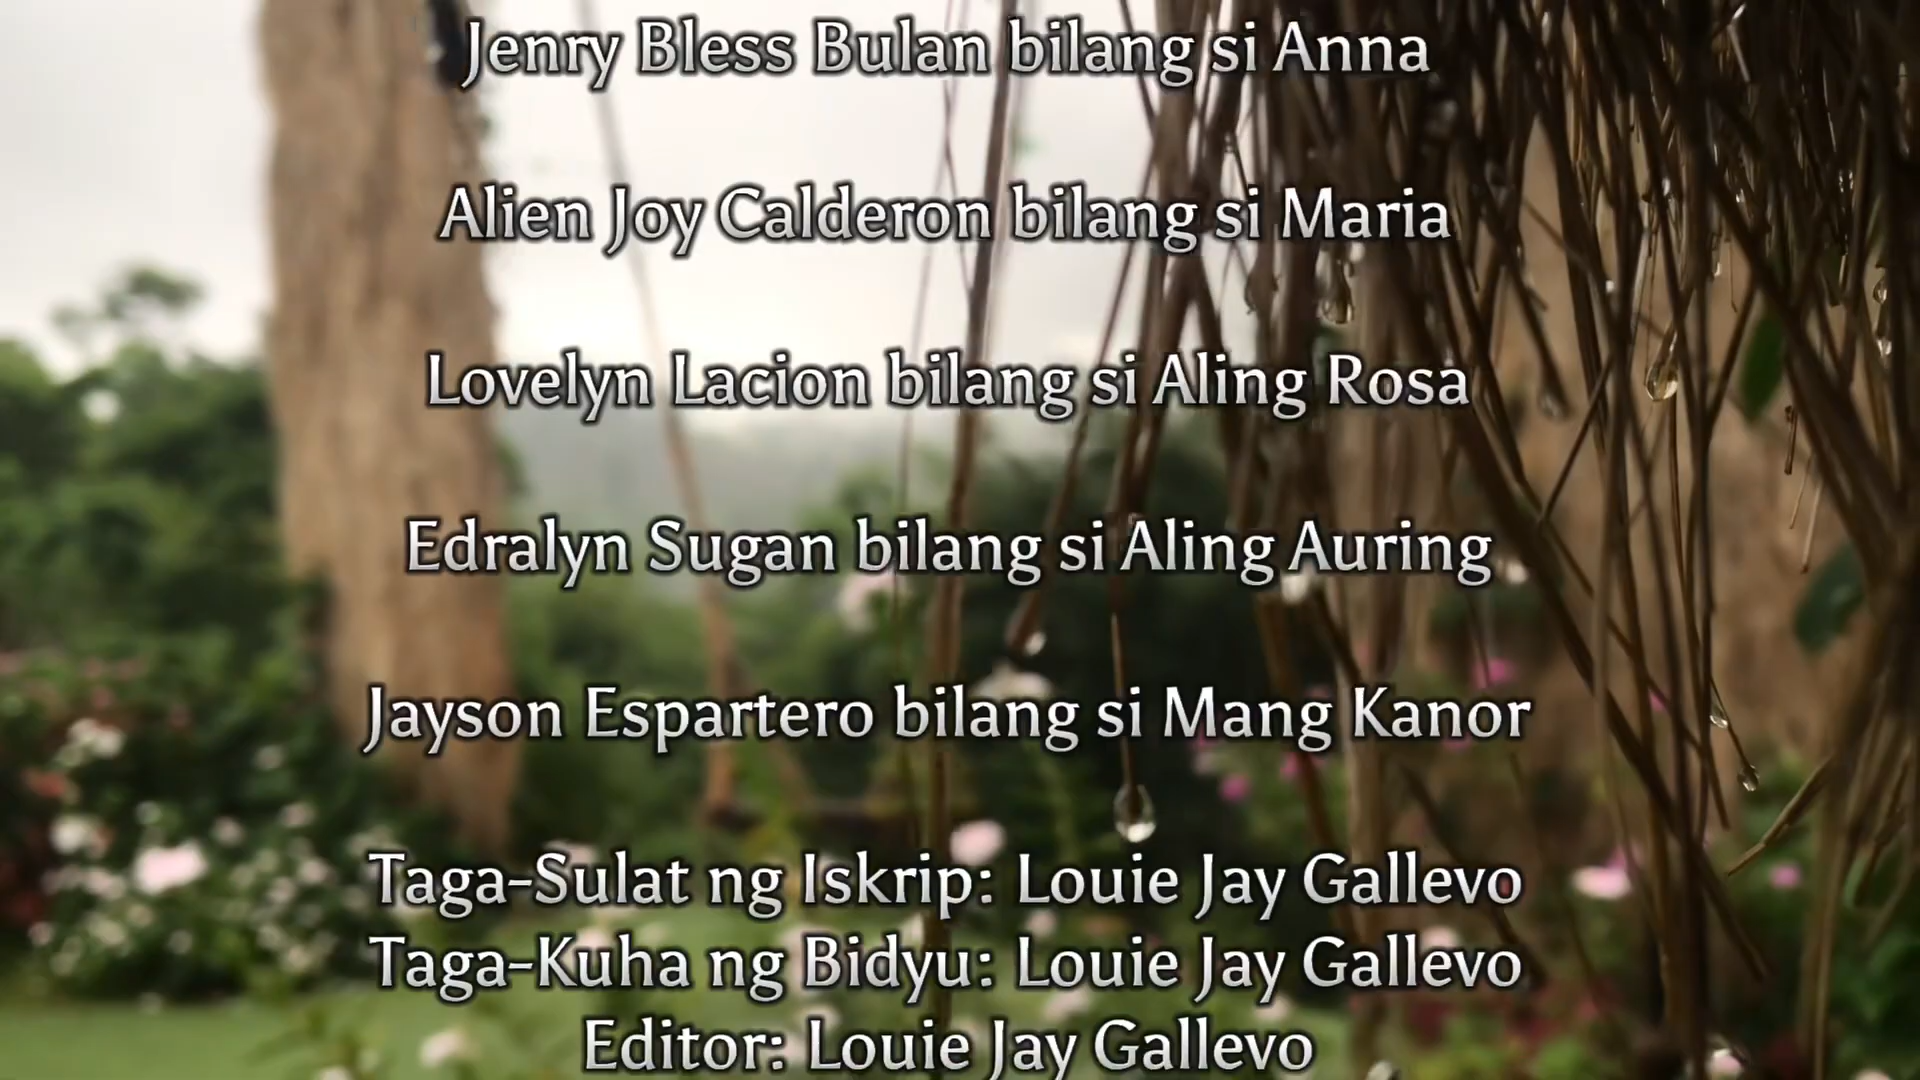 Jenry Bless Bulan bilang si Anna
Alien Joy Calderon bilang si Maria
Lovelyn Lacion bilang si Aling Rosa
Edralyn Sugan bilang si Aling Auring
Jayson Espartero bilang si Mang Kanor
Taga-Sulat ng Iskrip: Louie Jay Gallevo
Taga-Kuha ng Bidyu: Louie Jay Gallevo
Editor: Louie Jay Gallevo